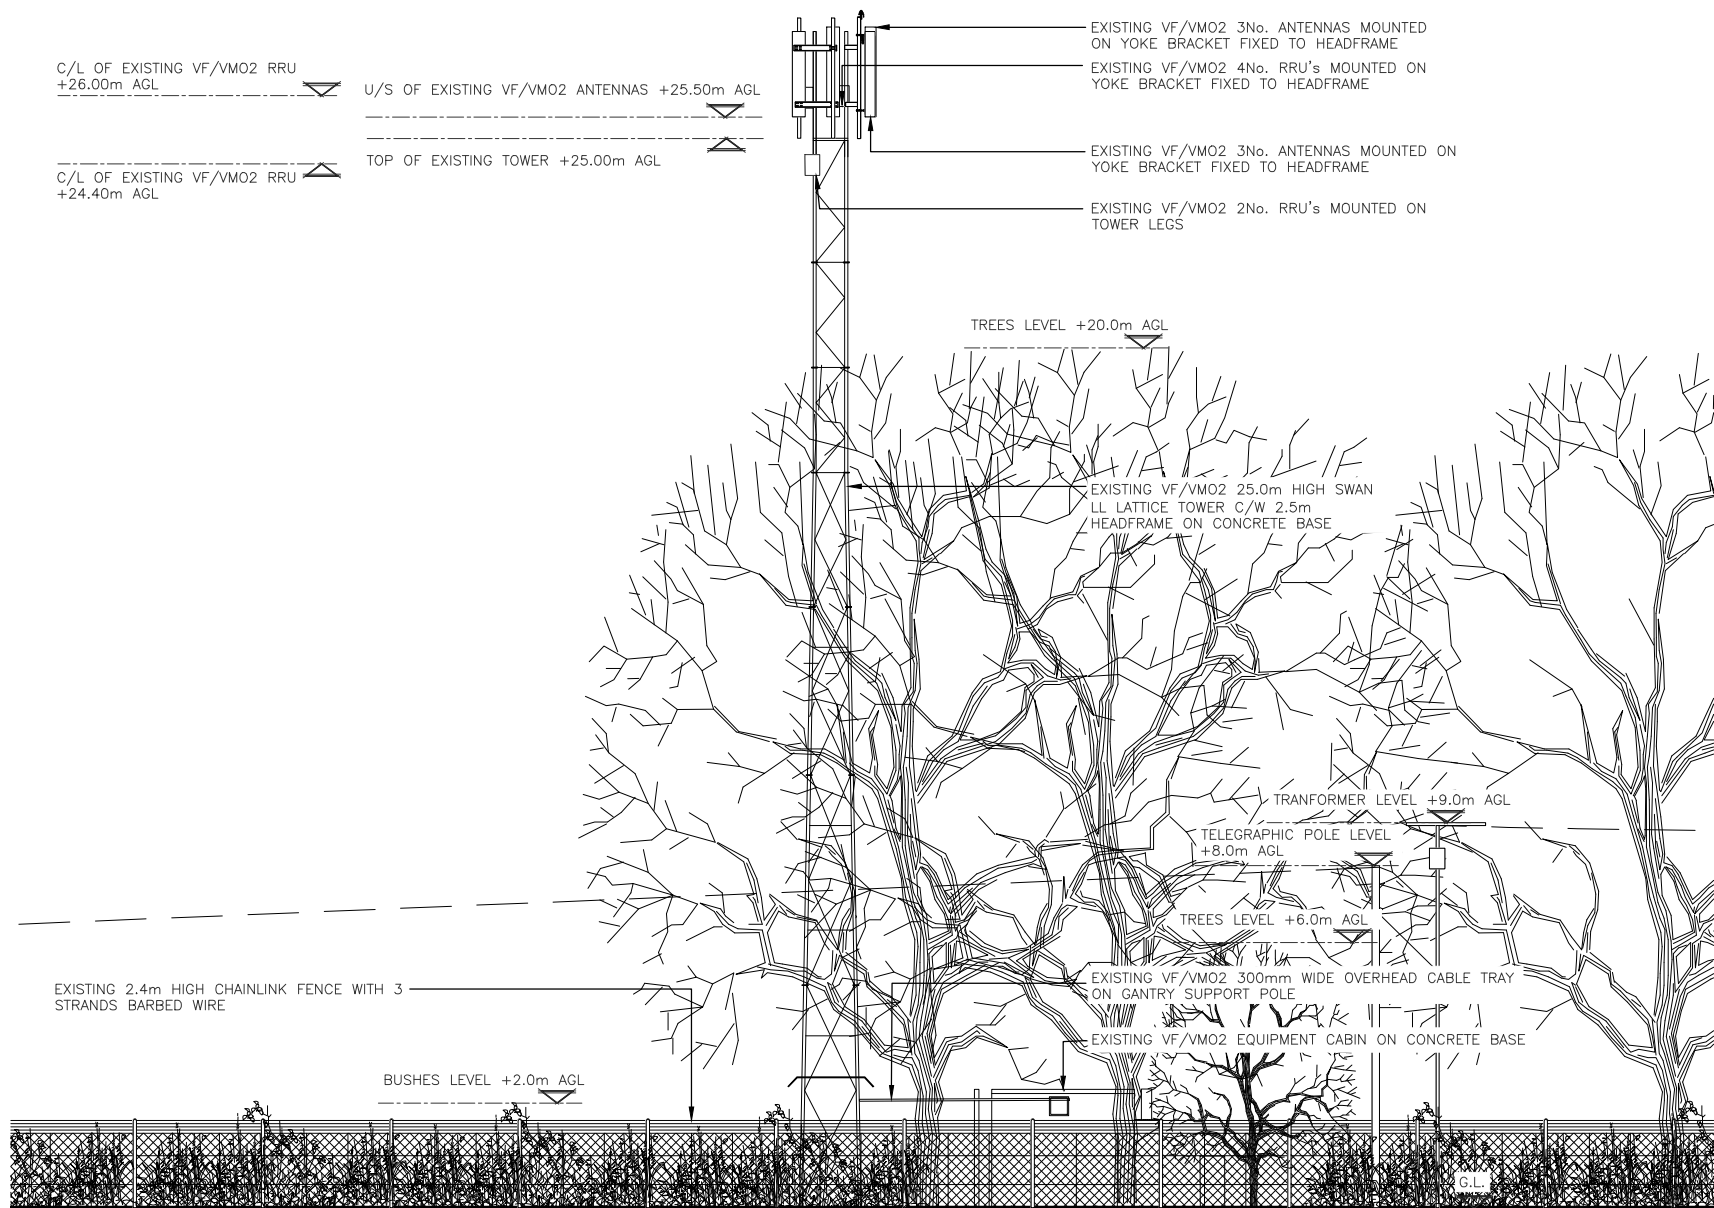 C/L OF EXISTING VF/VMO2 RRU
+26.00m AGL
U/S OF EXISTING VF/VMO2 ANTENNAS +25.50m AGL
TOP OF EXISTING TOWER +25.00m AGL
C/L OF EXISTING VF/VMO2 RRU
+24.40m AGL
EXISTING VF/VMO2 3No. ANTENNAS MOUNTED
ON YOKE BRACKET FIXED TO HEADFRAME
EXISTING VF/VMO2 4No. RRU's MOUNTED ON
YOKE BRACKET FIXED TO HEADFRAME
EXISTING VF/VMO2 3No. ANTENNAS MOUNTED ON
YOKE BRACKET FIXED TO HEADFRAME
EXISTING VF/VMO2 2No. RRU's MOUNTED ON
TOWER LEGS
TREES LEVEL +20.0m AGL
EXISTING VF/VMO2 25.0m HIGH SWAN
LL LATTICE TOWER C/W 2.5m
HEADFRAME ON CONCRETE BASE
TRANFORMER LEVEL +9.0m AGL
TELEGRAPHIC POLE LEVEL
+8.0m AGL
TREES LEVEL +6.0m AGL
EXISTING VF/VMO2 300mm WIDE OVERHEAD CABLE TRAY
ON GANTRY SUPPORT POLE
EXISTING VF/VMO2 EQUIPMENT CABIN ON CONCRETE BASE
EXISTING 2.4m HIGH CHAINLINK FENCE WITH 3
STRANDS BARBED WIRE
BUSHES LEVEL +2.0m AGL
G.L.